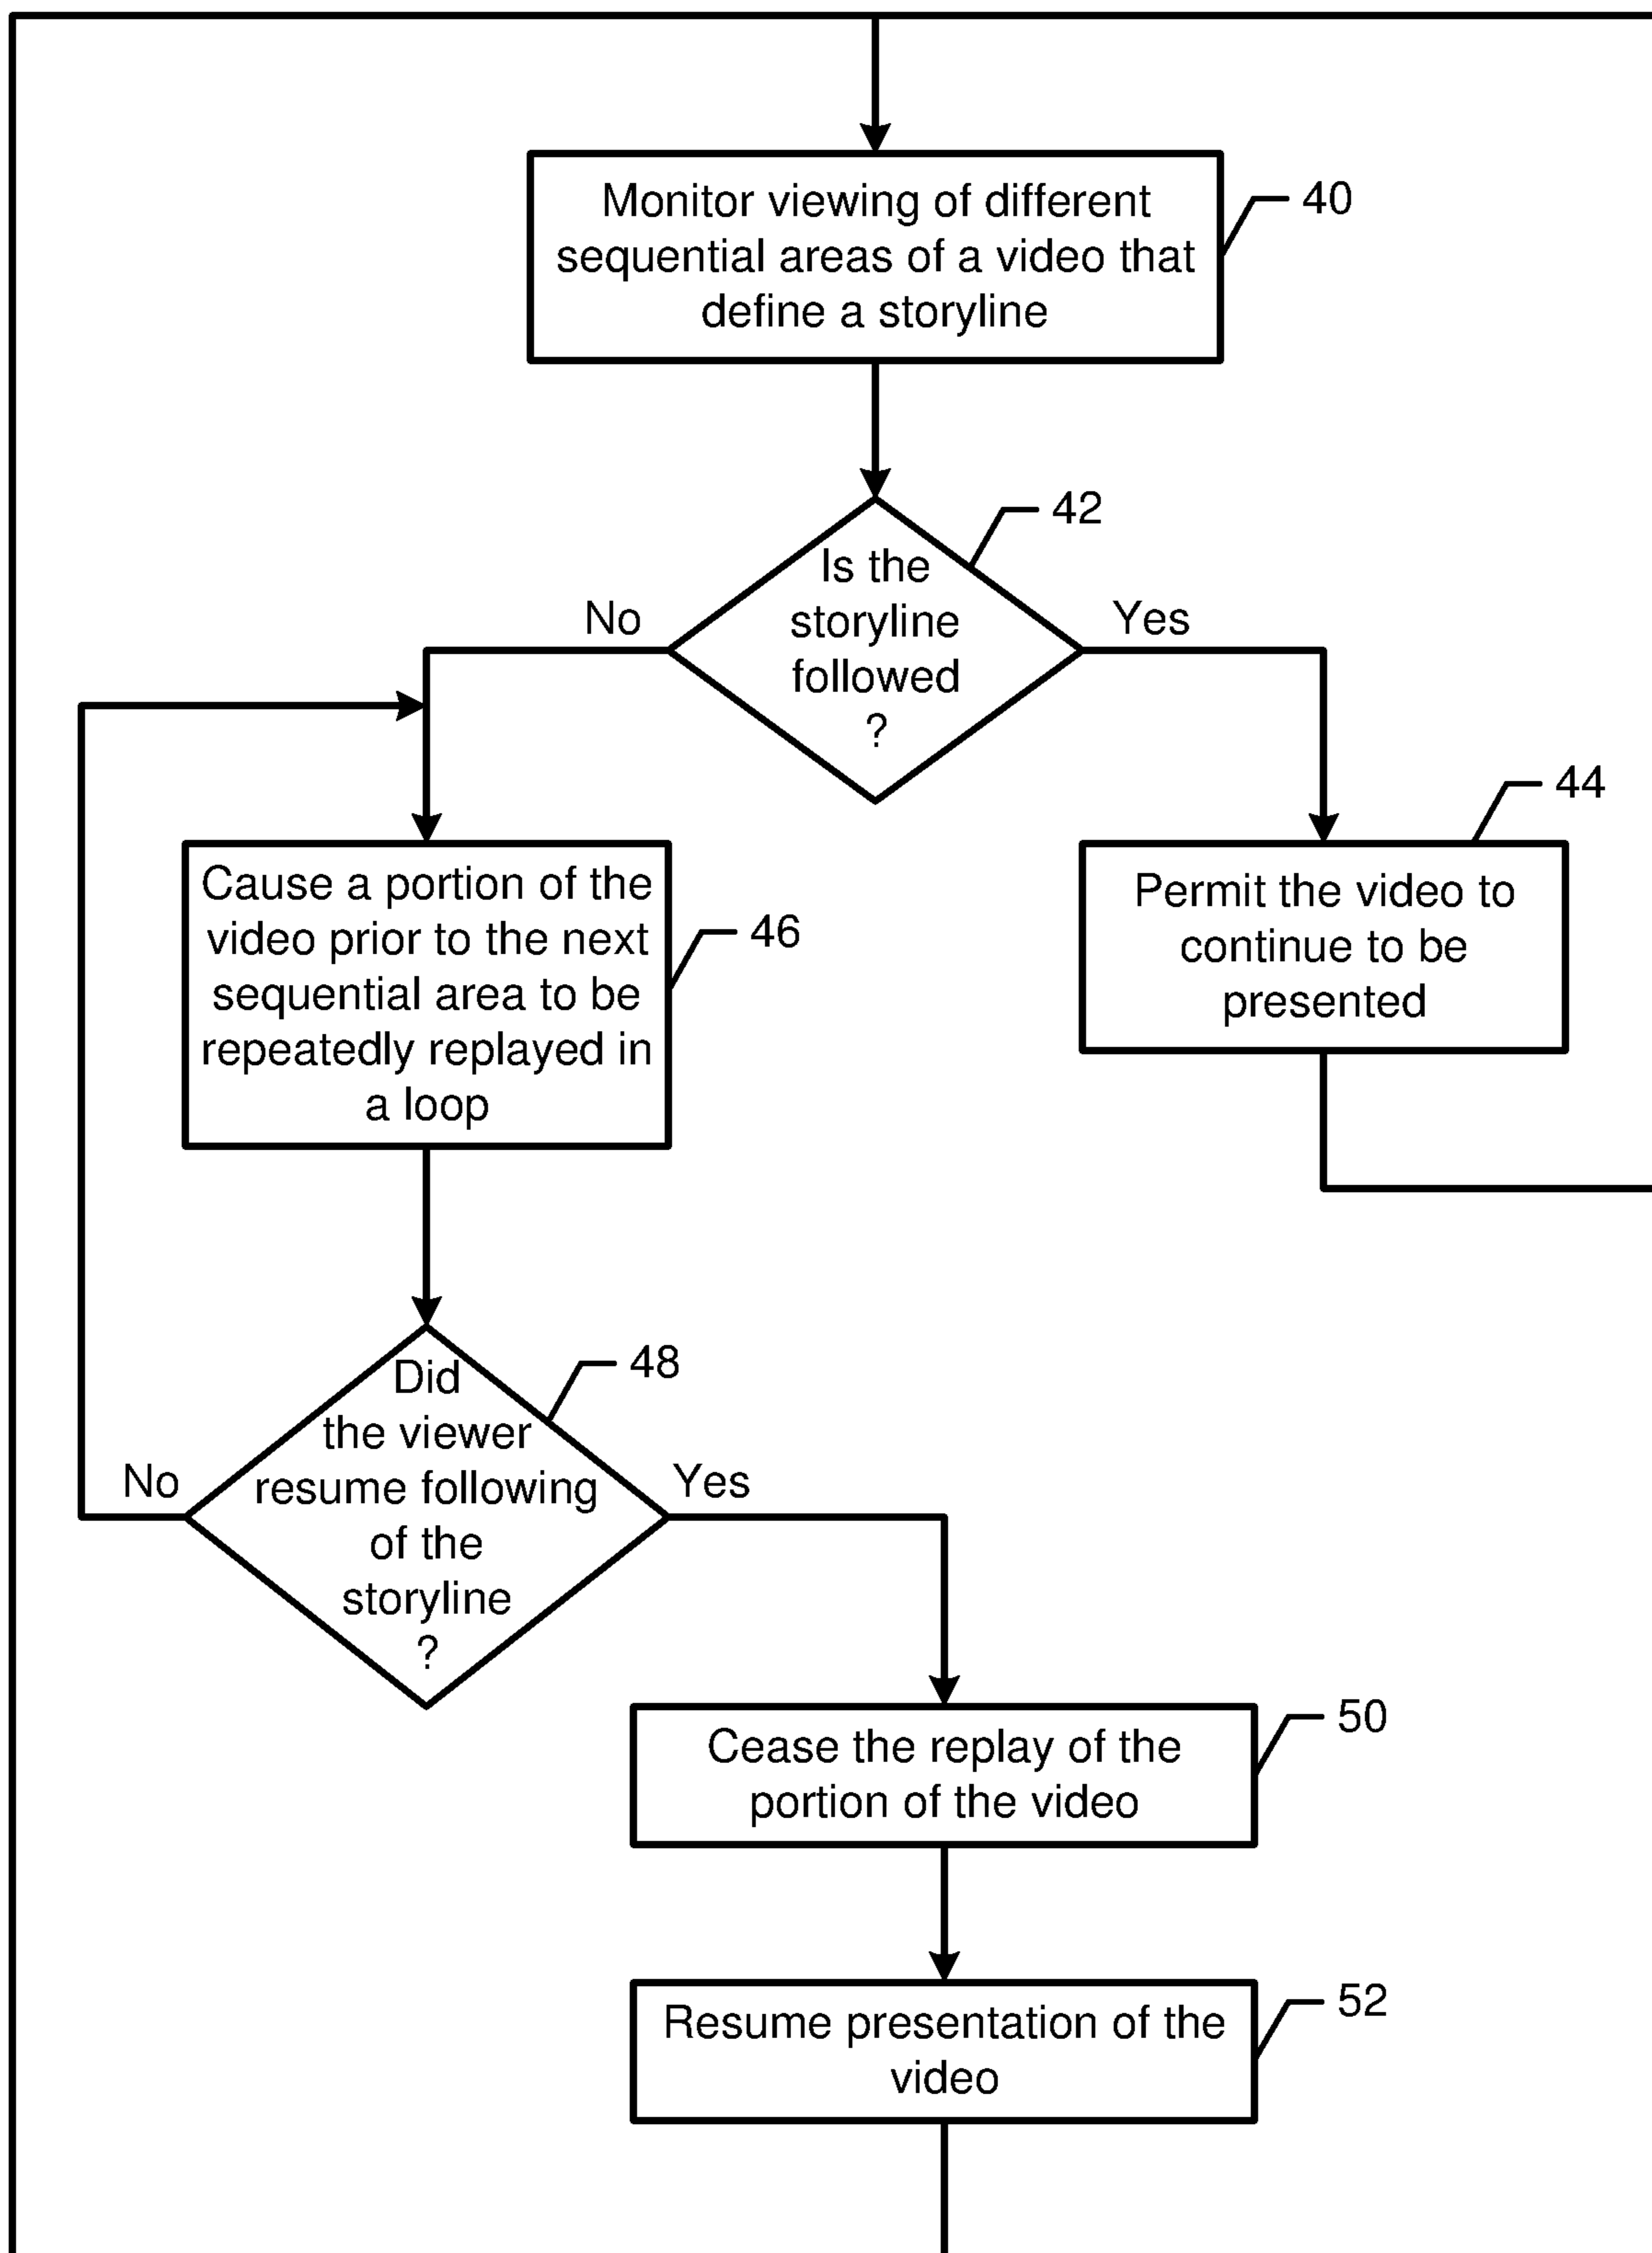 Monitor viewing of different
sequential areas of a video that
define a storyline
40
42
Is the
storyline
followed
?
No
Yes
44
Permit the video to
continue to be
presented
Cause a portion of the
video prior to the next
sequential area to be
repeatedly replayed in
a loop
46
48
Did
the viewer
resume following
of the
storyline
?
No
Yes
50
Cease the replay of the
portion of the video
52
Resume presentation of the
video